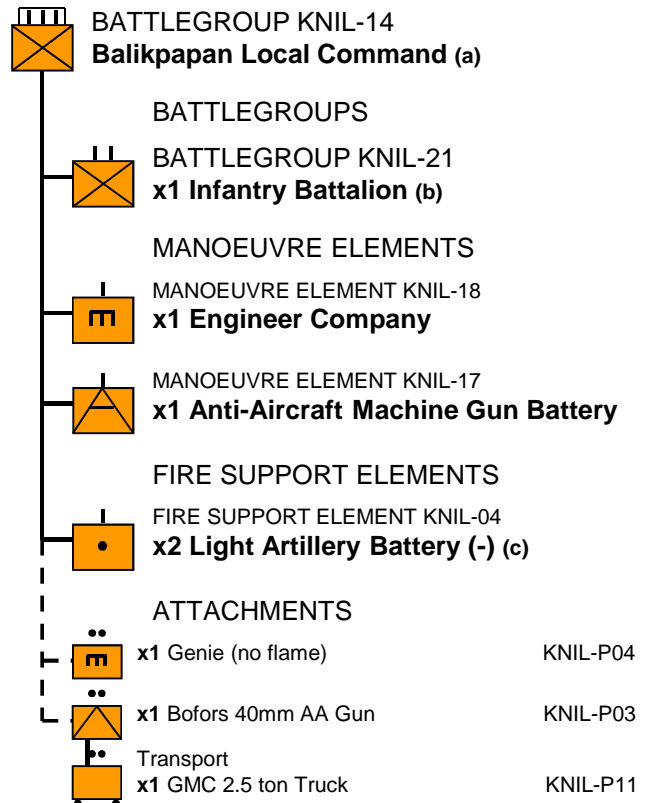 BATTLEGROUP KNIL-14
Balikpapan Local Command (a)
BATTLEGROUPS
BATTLEGROUP KNIL-21
x1 Infantry Battalion (b)
MANOEUVRE ELEMENTS
MANOEUVRE ELEMENT KNIL-18
x1 Engineer Company
MANOEUVRE ELEMENT KNIL-17
x1 Anti-Aircraft Machine Gun Battery
FIRE SUPPORT ELEMENTS
FIRE SUPPORT ELEMENT KNIL-04
x2 Light Artillery Battery (-) (c)
ATTACHMENTS
x1 Genie (no flame) KNIL-P04
x1 Bofors 40mm AA Gun KNIL-P03
Transport
x1 GMC 2.5 ton Truck KNIL-P11